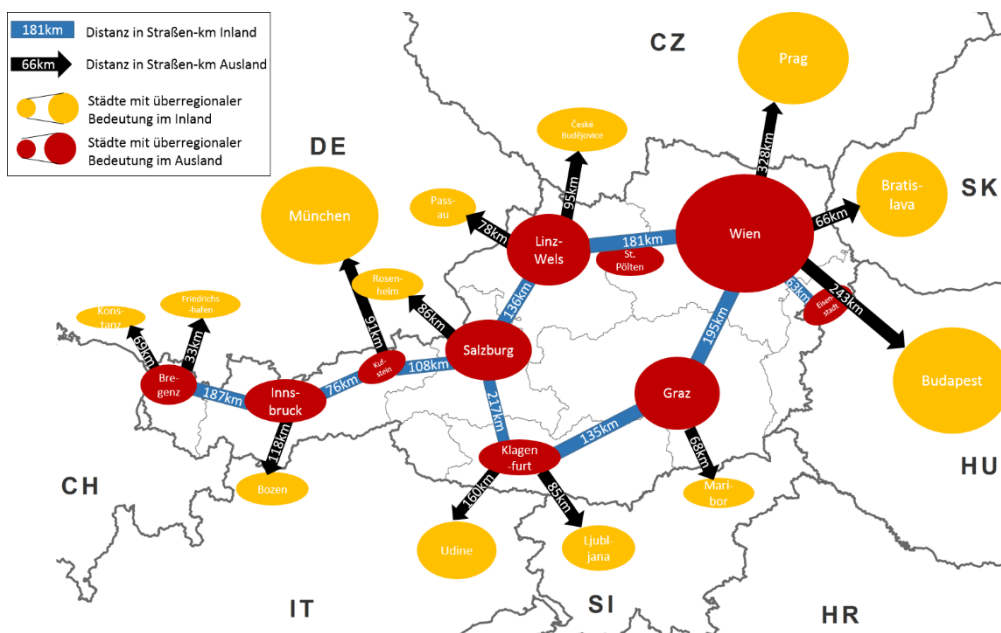 181km
Distanz in Straßen-km Inland
66km
Distanz in Straßen-km Ausland
Städte mit überregionaler
Bedeutung im Inland
Städte mit überregionaler
Bedeutung im Ausland
CZ
Prag
328km
České
Budějovice
95km
DE
München
Pass-
au
78km
Linz-
Wels
181km
St.
Pölten
Wien
66km
Bratis-
lava
SK
63km
Eisen-
stadt
243km
Budapest
HU
Rosen-
heim
86km
136km
195km
Kons-
tanz
Friedrichs
-hafen
69km
33km
91km
Salzburg
Kuf-
stein
108km
Bre-
genz
187km
Inns-
bruck
76km
217km
Graz
118km
Bozen
Klagen
-furt
135km
68km
Mari-
bor
CH
160km
85km
Udine
Ljubl-
jana
IT
SI
HR